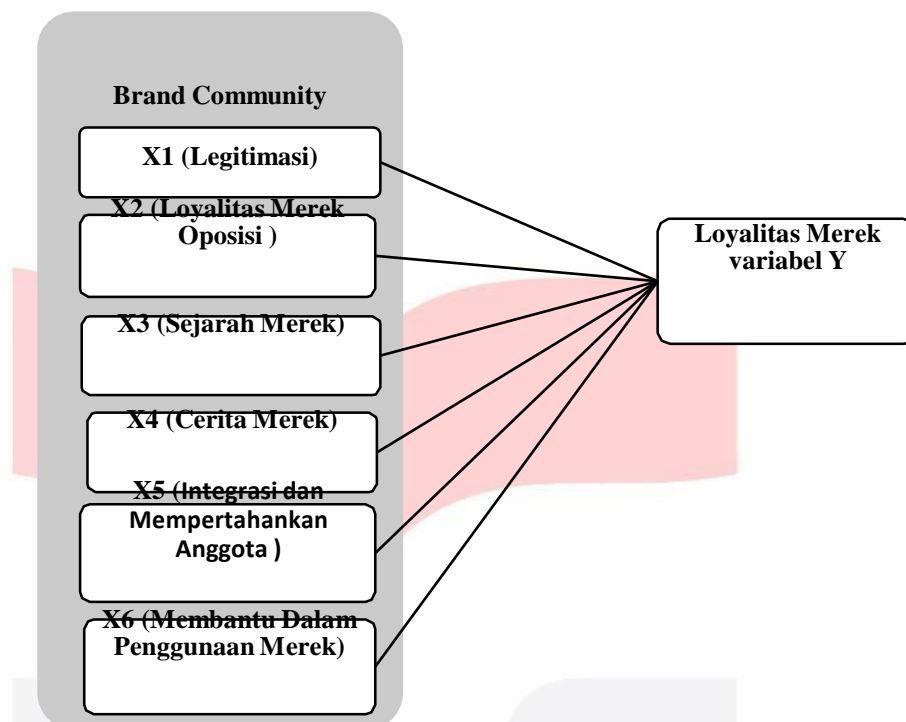 Brand Community
X1 (Legitimasi)
X2 (Loyalitas Merek
Oposisi )
X3 (Sejarah Merek)
X4 (Cerita Merek)
X5 (Integrasi dan
Mempertahankan
Anggota )
X6 (Membantu Dalam
Penggunaan Merek)
Loyalitas Merek
variabel Y